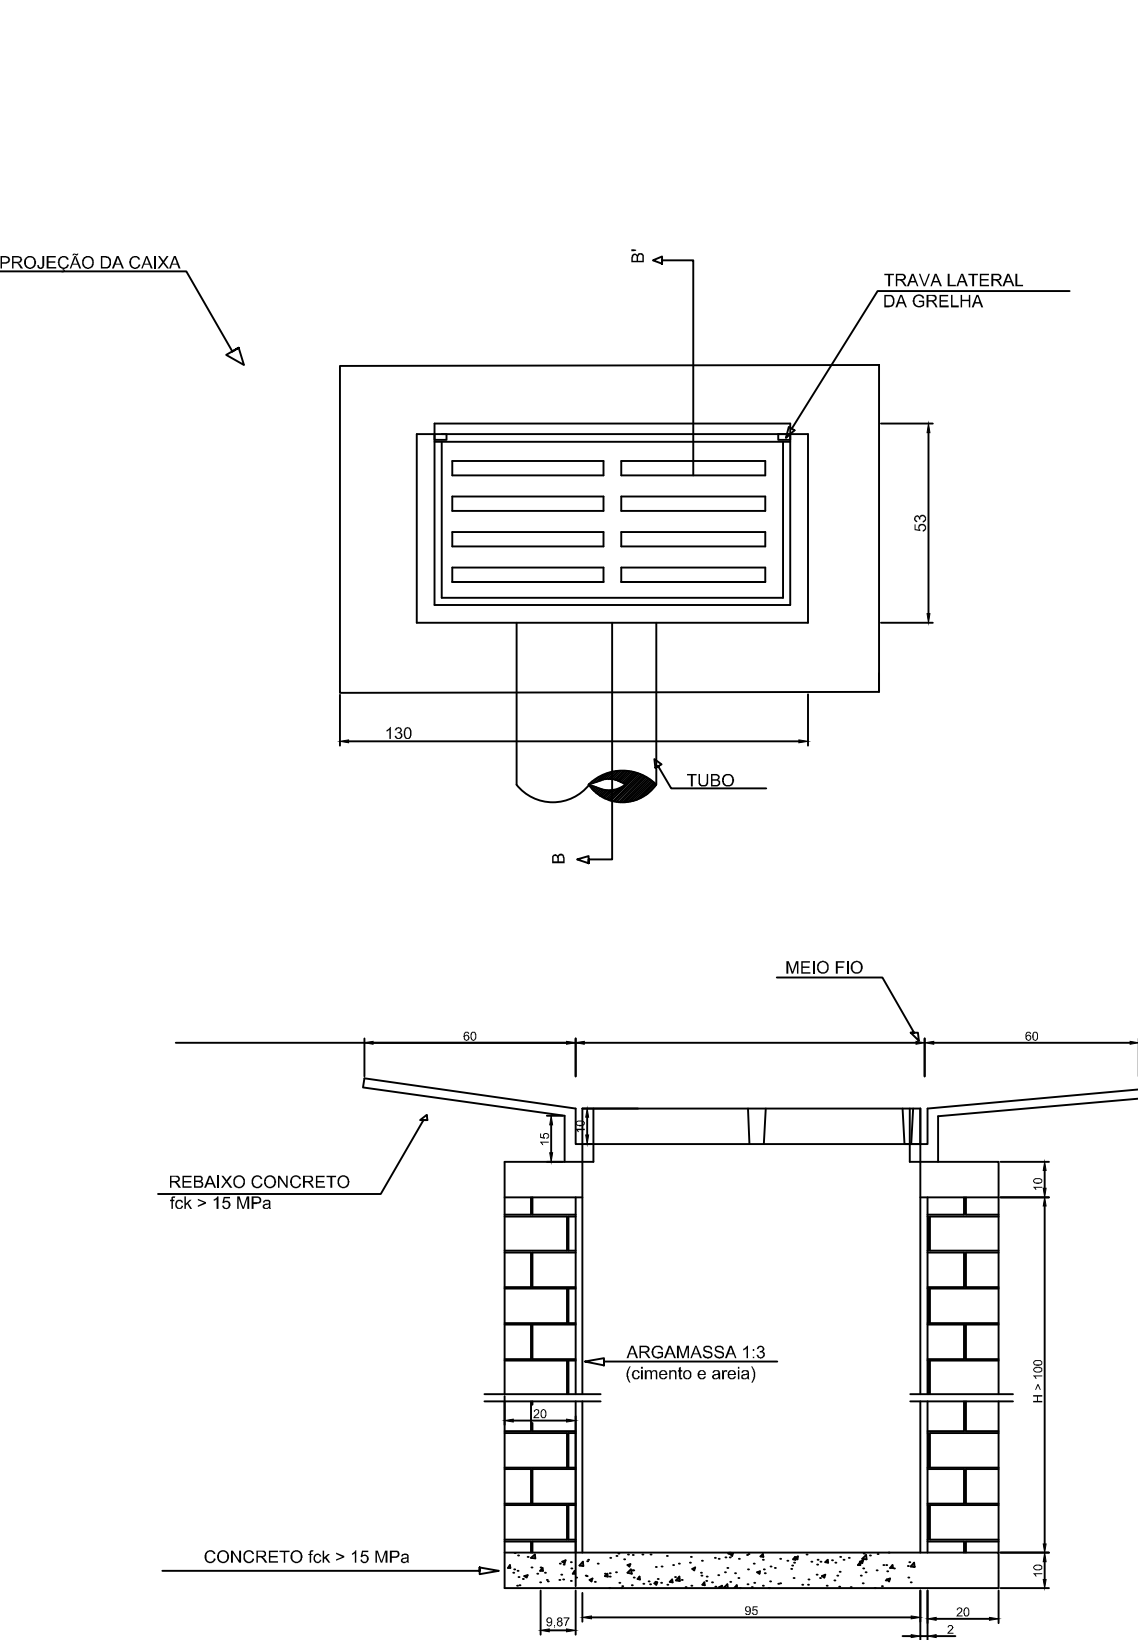 PROJEÇÃO DA CAIXA
B'
TRAVA LATERAL
DA GRELHA
53
130
TUBO
B
MEIO FIO
60
60
10
15
REBAIXO CONCRETO
fck > 15 MPa
10
ARGAMASSA 1:3
(cimento e areia)
H > 100
20
CONCRETO fck > 15 MPa
10
9,87
95
20
2